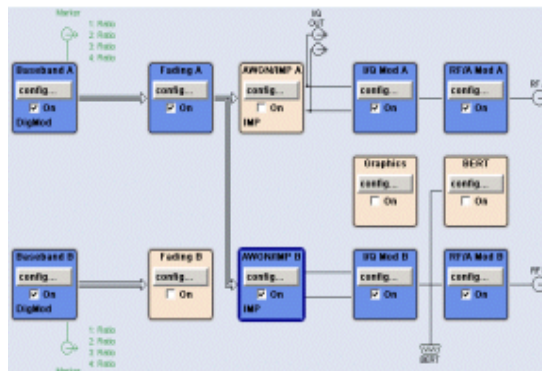 Marker
1: Ratio
2: Ratio
3: Ratio
4: Ratio
I/Q
OUT
Baseband A
config...
On
DigMod
Fading A
config...
On
AWGN/IMP A
config...
On
IMP
I/Q Mod A
config...
On
RF/A Mod A
config...
On
RF
Graphics
config...
On
BERT
config...
On
Baseband B
config...
On
DigMod
Fading B
config...
On
AWGN/IMP B
config...
On
IMP
I/Q Mod B
config...
On
RF/A Mod B
config...
On
RF
1: Ratio
2: Ratio
3: Ratio
4: Ratio
Marker
BERT